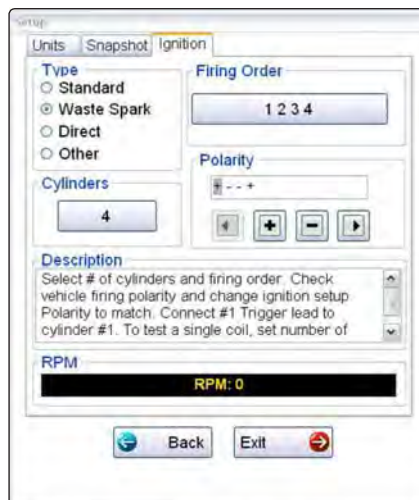 Setup
Units Snapshot Ignition
Type
Standard
Waste Spark
Direct
Other
Firing Order
1 2 3 4
Cylinders
4
Polarity
+ - - +
+ -
Description
Select # of cylinders and firing order. Check
vehicle firing polarity and change ignition setup
Polarity to match. Connect #1 Trigger lead to
cylinder #1. To test a single coil, set number of
RPM
RPM: 0
Back Exit